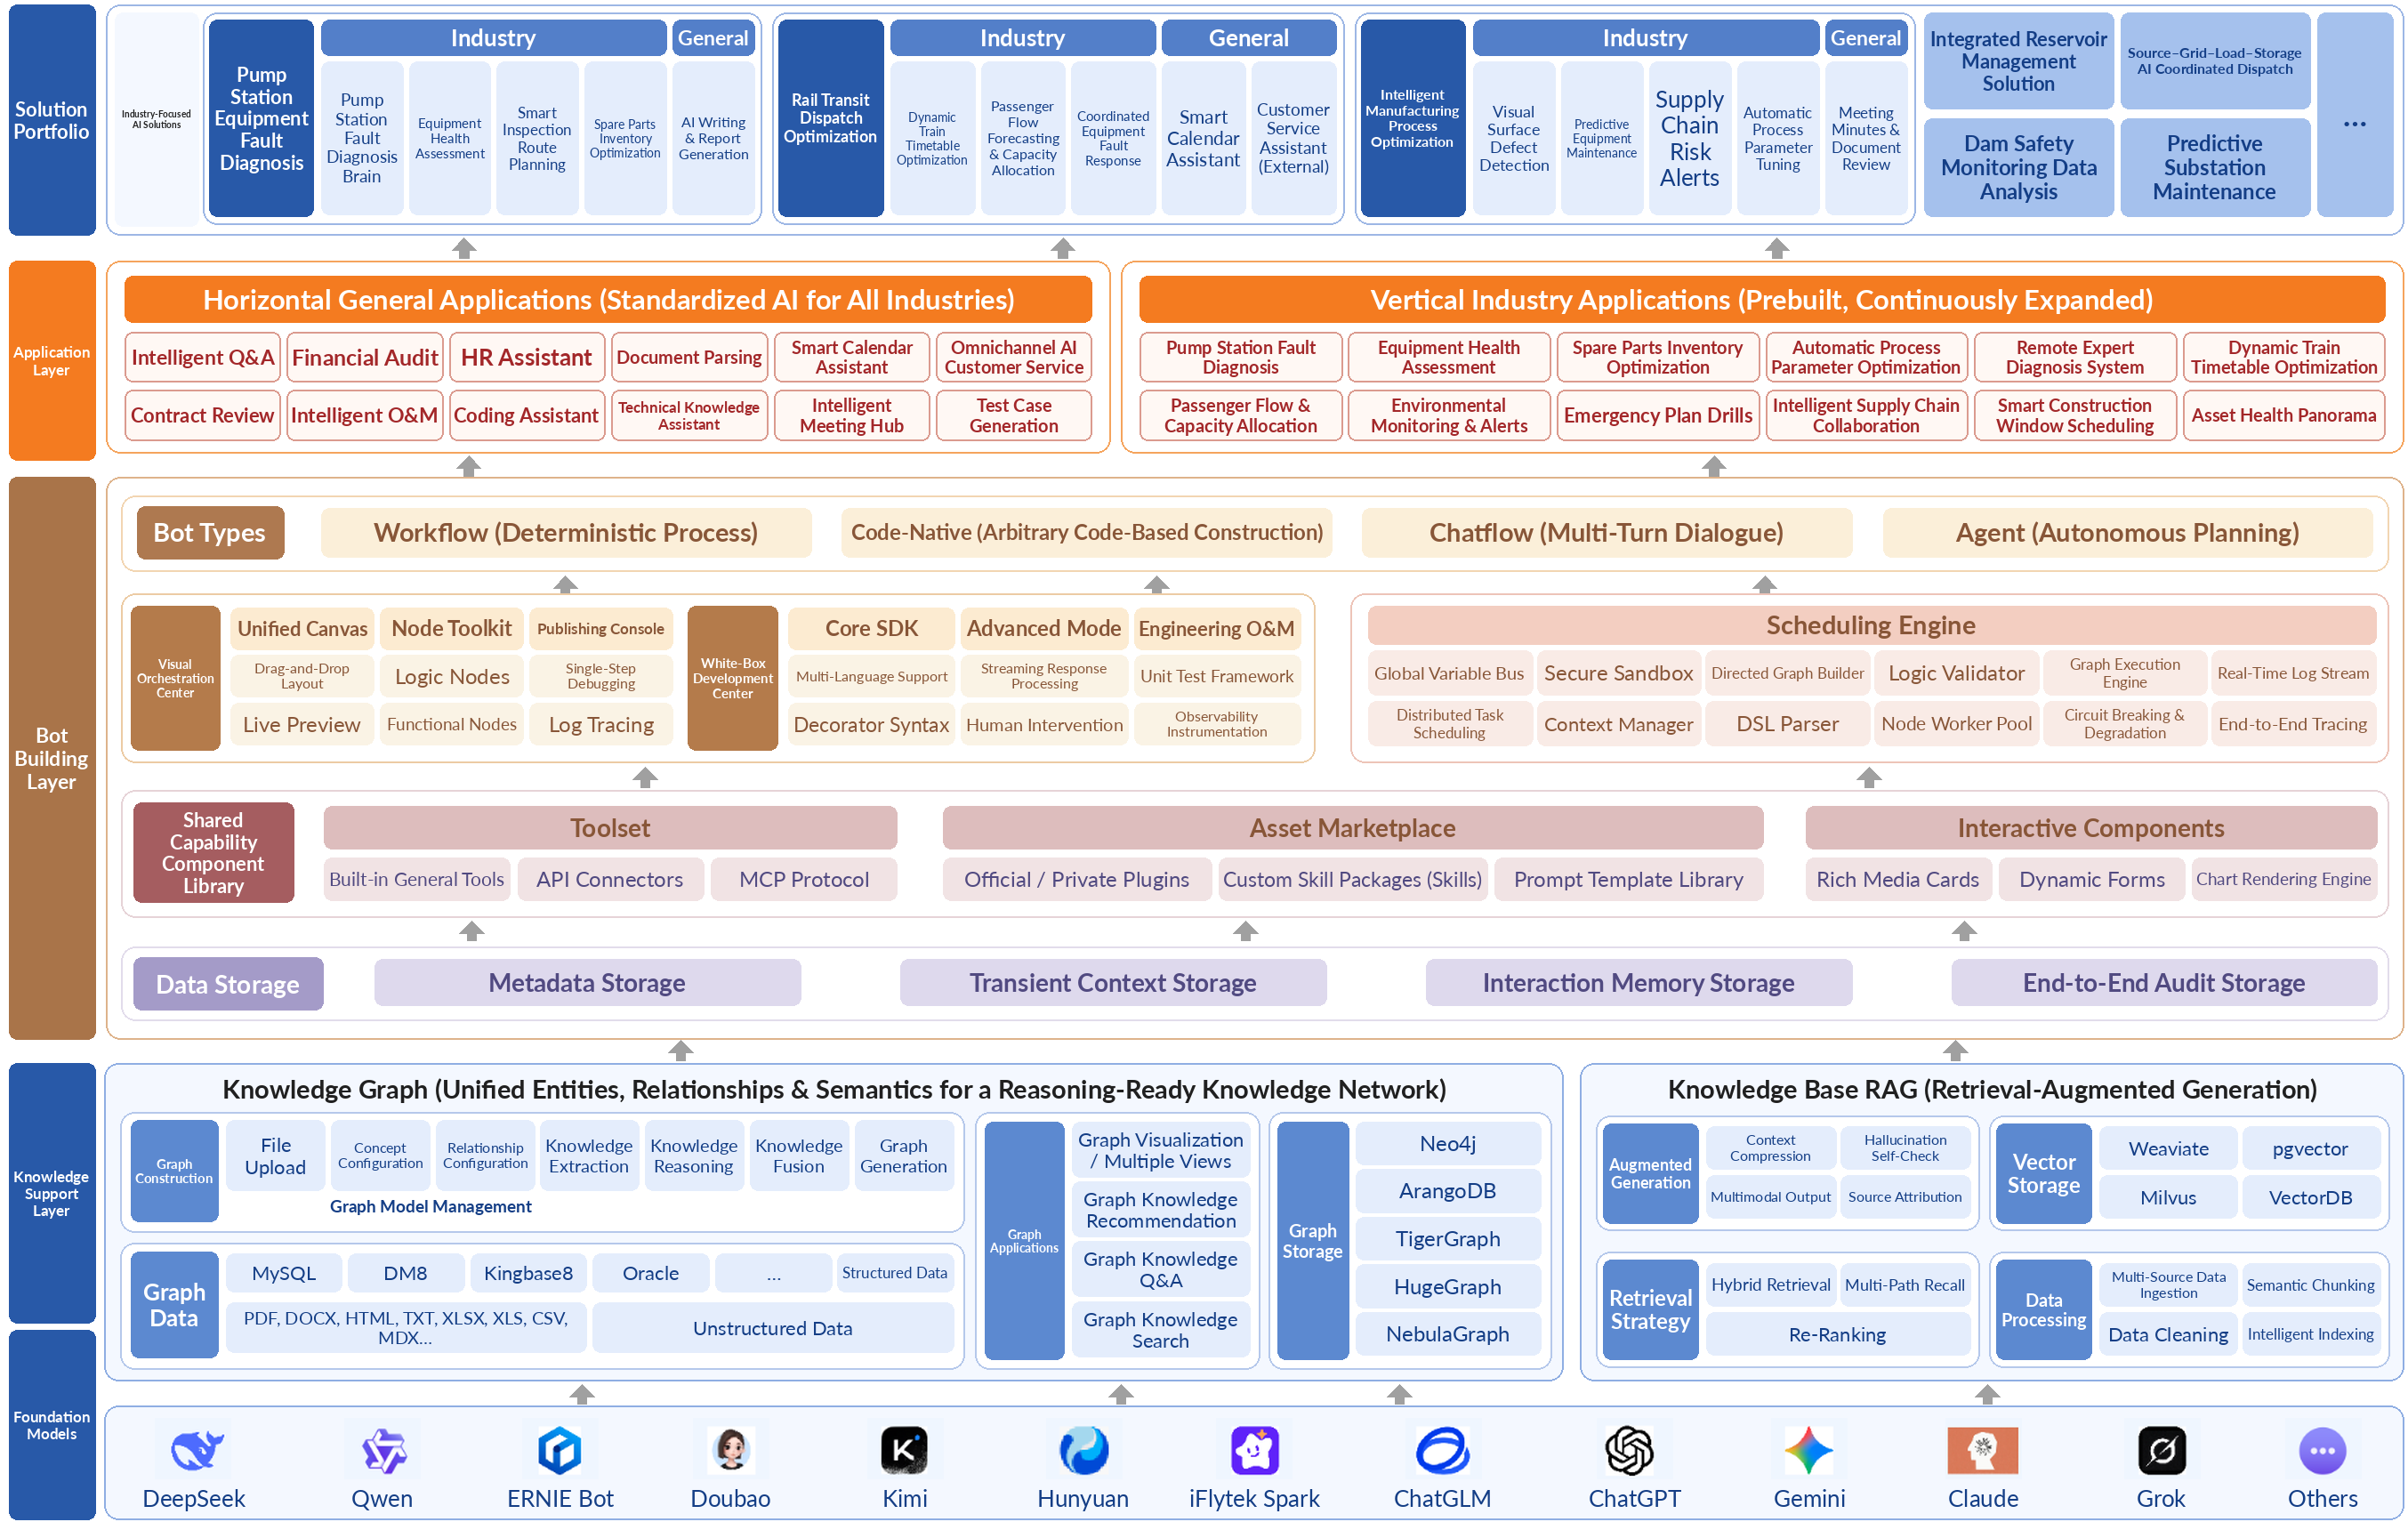 Solution
Portfolio
Industry-Focused
AI Solutions
Pump
Station
Equipment
Fault
Diagnosis
Industry
General
Pump
Station
Fault
Diagnosis
Brain
Equipment
Health
Assessment
Smart
Inspection
Route
Planning
Spare Parts
Inventory
Optimization
AI Writing
& Report
Generation
Rail Transit
Dispatch
Optimization
Industry
General
Dynamic
Train
Timetable
Optimization
Passenger
Flow
Forecasting
& Capacity
Allocation
Coordinated
Equipment
Fault
Response
Smart
Calendar
Assistant
Customer
Service
Assistant
(External)
Intelligent
Manufacturing
Process
Optimization
Industry
General
Visual
Surface
Defect
Detection
Predictive
Equipment
Maintenance
Supply
Chain
Risk
Alerts
Automatic
Process
Parameter
Tuning
Meeting
Minutes &
Document
Review
Integrated Reservoir
Management
Solution
Source–Grid–Load–Storage
AI Coordinated Dispatch
Dam Safety
Monitoring Data
Analysis
Predictive
Substation
Maintenance
...
Application
Layer
Horizontal General Applications (Standardized AI for All Industries)
Intelligent Q&A
Financial Audit
HR Assistant
Document Parsing
Smart Calendar
Assistant
Omnichannel AI
Customer Service
Contract Review
Intelligent O&M
Coding Assistant
Technical Knowledge
Assistant
Intelligent
Meeting Hub
Test Case
Generation
Vertical Industry Applications (Prebuilt, Continuously Expanded)
Pump Station Fault
Diagnosis
Equipment Health
Assessment
Spare Parts Inventory
Optimization
Automatic Process
Parameter Optimization
Remote Expert
Diagnosis System
Dynamic Train
Timetable Optimization
Passenger Flow &
Capacity Allocation
Environmental
Monitoring & Alerts
Emergency Plan Drills
Intelligent Supply Chain
Collaboration
Smart Construction
Window Scheduling
Asset Health Panorama
Bot
Building
Layer
Bot Types
Workflow (Deterministic Process)
Code-Native (Arbitrary Code-Based Construction)
Chatflow (Multi-Turn Dialogue)
Agent (Autonomous Planning)
Visual
Orchestration
Center
Unified Canvas
Node Toolkit
Publishing Console
Drag-and-Drop
Layout
Logic Nodes
Single-Step
Debugging
Live Preview
Functional Nodes
Log Tracing
White-Box
Development
Center
Core SDK
Advanced Mode
Engineering O&M
Multi-Language Support
Streaming Response
Processing
Unit Test Framework
Decorator Syntax
Human Intervention
Observability
Instrumentation
Scheduling Engine
Global Variable Bus
Secure Sandbox
Directed Graph Builder
Logic Validator
Graph Execution
Engine
Real-Time Log Stream
Distributed Task
Scheduling
Context Manager
DSL Parser
Node Worker Pool
Circuit Breaking &
Degradation
End-to-End Tracing
Shared
Capability
Component
Library
Toolset
Built-in General Tools
API Connectors
MCP Protocol
Asset Marketplace
Official / Private Plugins
Custom Skill Packages (Skills)
Prompt Template Library
Interactive Components
Rich Media Cards
Dynamic Forms
Chart Rendering Engine
Data Storage
Metadata Storage
Transient Context Storage
Interaction Memory Storage
End-to-End Audit Storage
Knowledge
Support
Layer
Knowledge Graph (Unified Entities, Relationships & Semantics for a Reasoning-Ready Knowledge Network)
Graph
Construction
File
Upload
Concept
Configuration
Relationship
Configuration
Knowledge
Extraction
Knowledge
Reasoning
Knowledge
Fusion
Graph
Generation
Graph Model Management
Graph
Data
MySQL
DM8
Kingbase8
Oracle
...
Structured Data
PDF, DOCX, HTML, TXT, XLSX, XLS, CSV,
MDX...
Unstructured Data
Graph
Applications
Graph Visualization
/ Multiple Views
Graph Knowledge
Recommendation
Graph Knowledge
Q&A
Graph Knowledge
Search
Graph
Storage
Neo4j
ArangoDB
TigerGraph
HugeGraph
NebulaGraph
Knowledge Base RAG (Retrieval-Augmented Generation)
Augmented
Generation
Context
Compression
Hallucination
Self-Check
Multimodal Output
Source Attribution
Vector
Storage
Weaviate
pgvector
Milvus
VectorDB
Retrieval
Strategy
Hybrid Retrieval
Multi-Path Recall
Re-Ranking
Data
Processing
Multi-Source Data
Ingestion
Semantic Chunking
Data Cleaning
Intelligent Indexing
Foundation
Models
DeepSeek
Qwen
ERNIE Bot
Doubao
K
Kimi
Hunyuan
iFlytek Spark
ChatGLM
ChatGPT
Gemini
Claude
Grok
Others